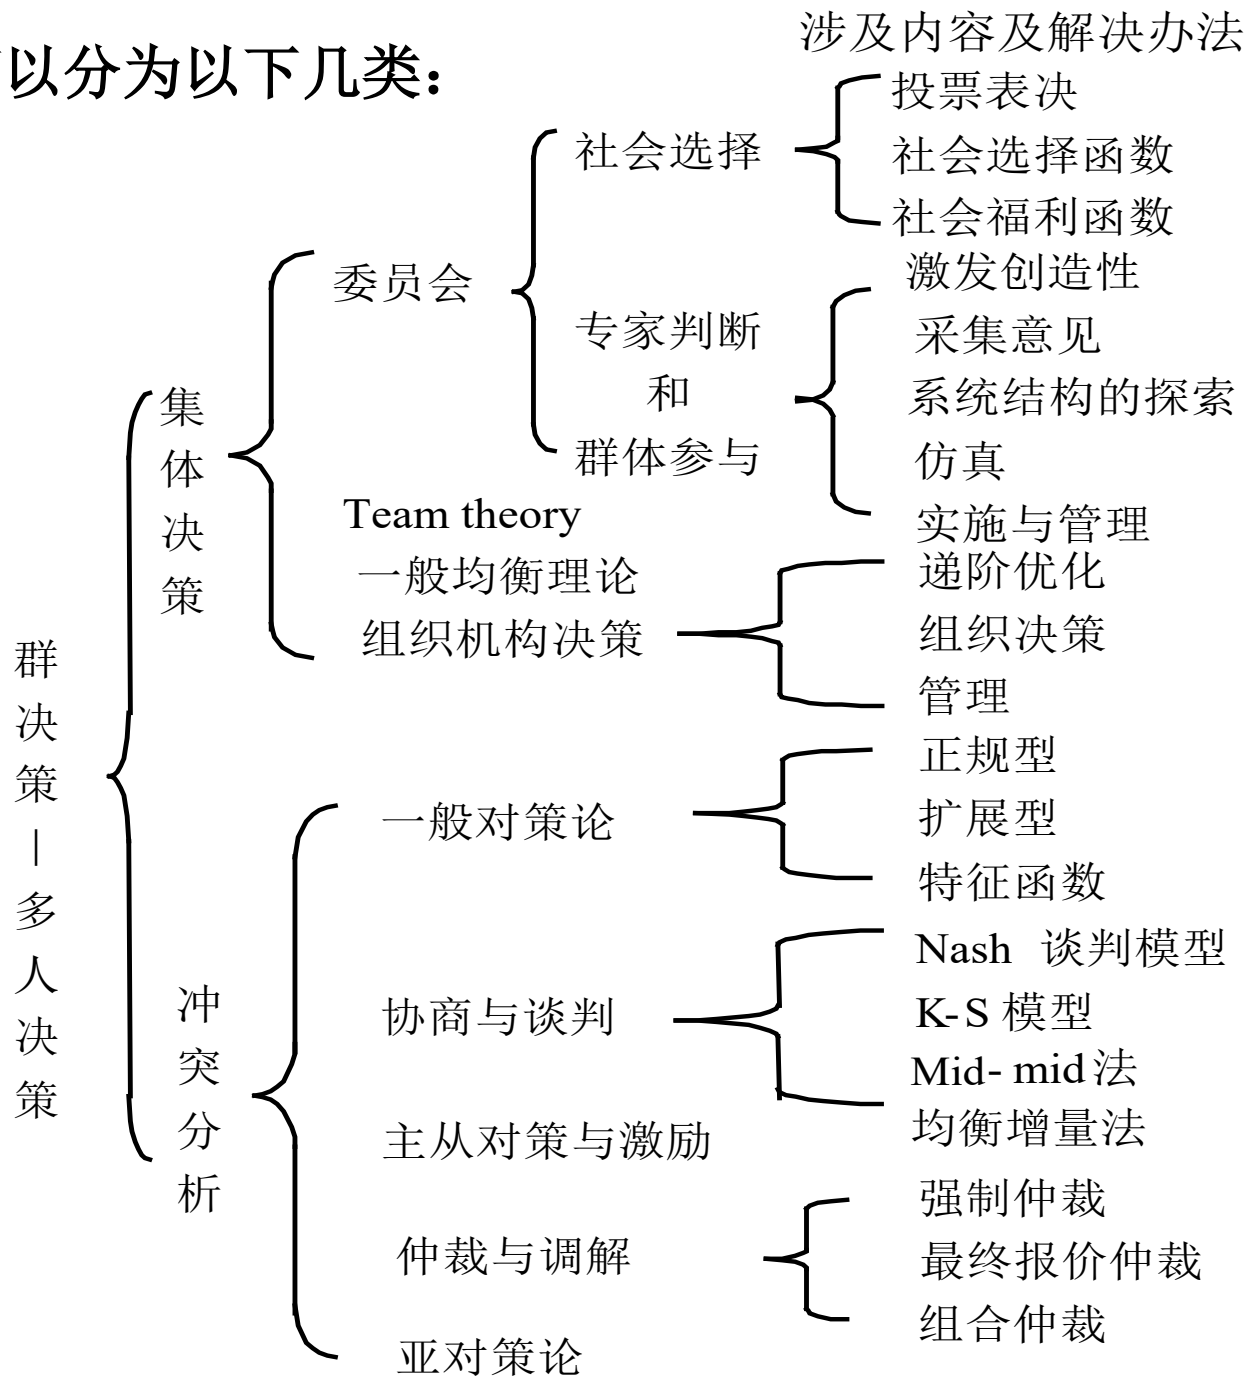 涉及内容及解决办法
以分为以下几类：
投票表决
社会选择
社会选择函数
社会福利函数
委员会
激发创造性
专家判断
和
群体参与
采集意见
系统结构的探索
仿真
实施与管理
集体决策
Team theory
一般均衡理论
组织机构决策
递阶优化
组织决策
管理
群决策—多人决策
一般对策论
正规型
扩展型
特征函数
冲突分析
协商与谈判
Nash 谈判模型
K-S 模型
Mid- mid法
均衡增量法
主从对策与激励
仲裁与调解
强制仲裁
最终报价仲裁
组合仲裁
亚对策论